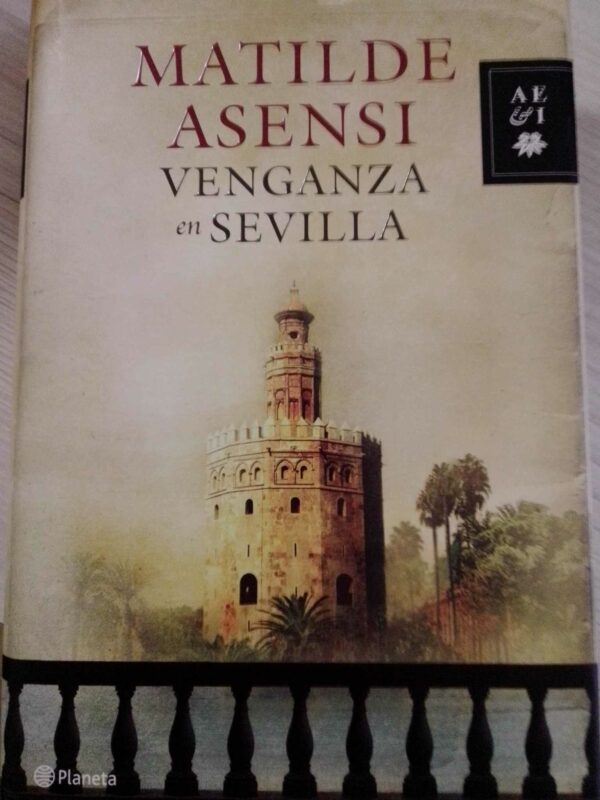 MATILDE
ASENSI
VENGANZA
en SEVILLA
AE
&I
Planeta